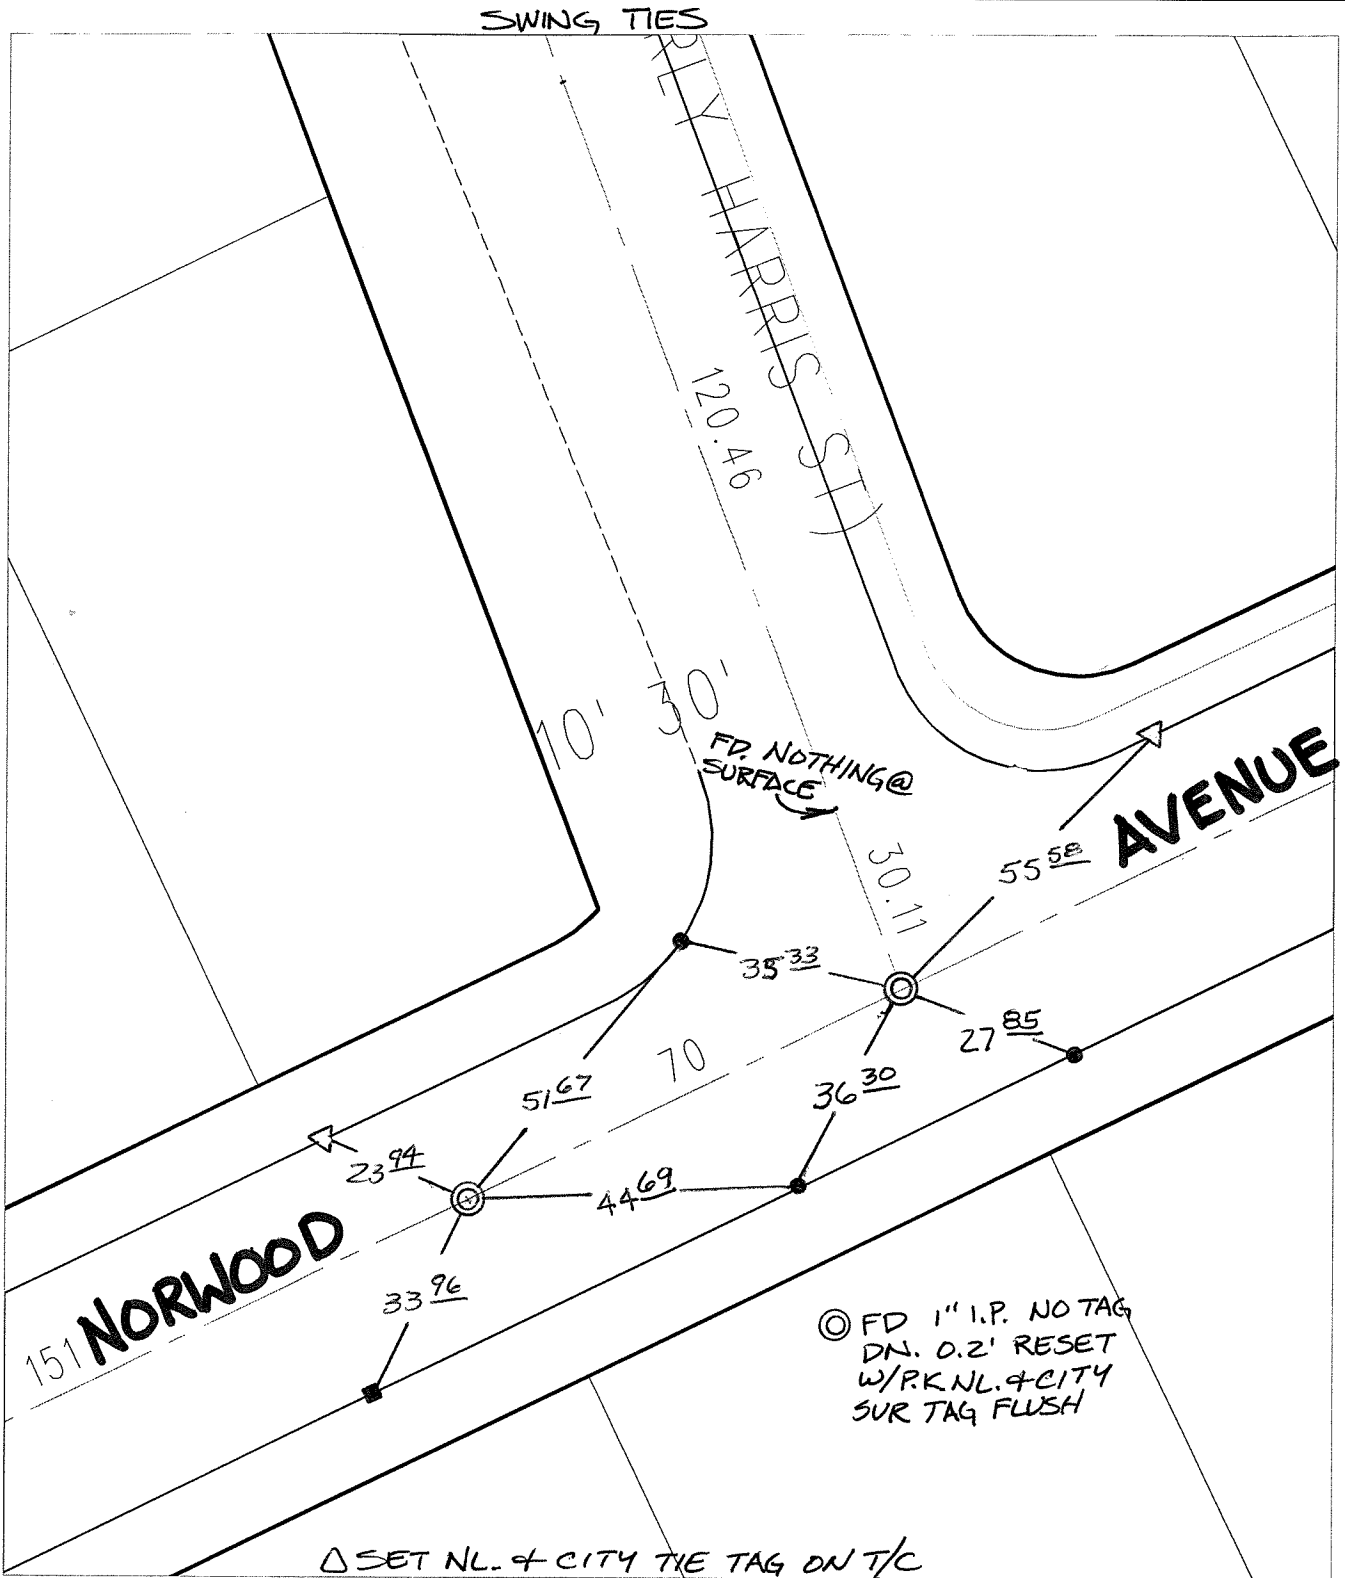 SWING TIES
RLY HARRIS ST)
120.46
10' 30'
FD. NOTHING @
SURFACE
30.11
55 58
AVENUE
35 33
27 85
70
51 67
36 30
23 94
44 69
NORWOOD
33 96
151
FD 1" I.P. NO TAG
DN. 0.2' RESET
W/P.K. NL. & CITY
SUR TAG FLUSH
△ SET NL. & CITY TIE TAG ON T/C